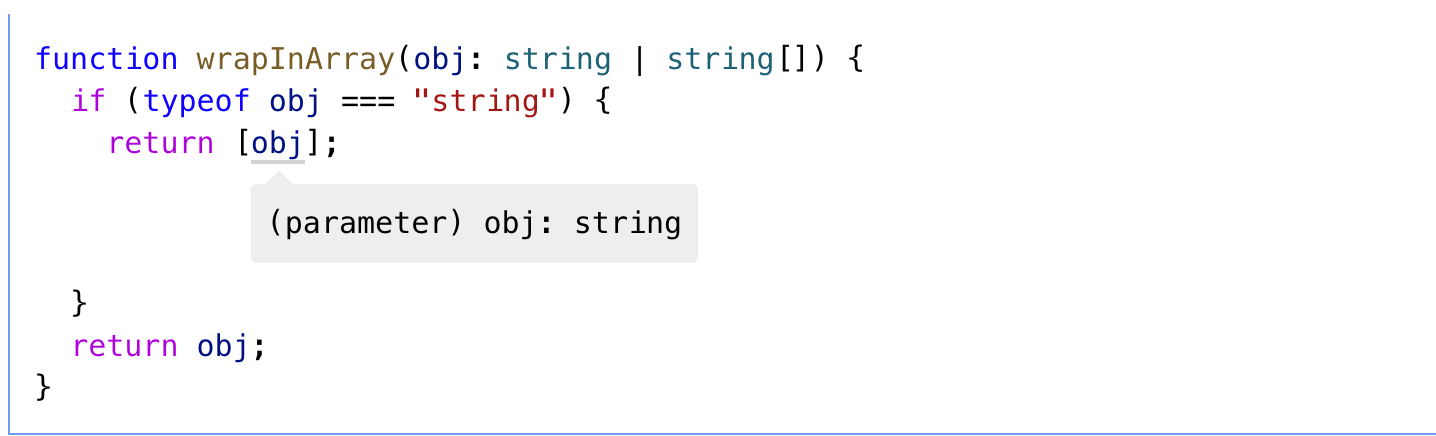 function wrapInArray(obj: string | string[]) {
  if (typeof obj === "string") {
    return [obj];
(parameter) obj: string
  }
  return obj;
}